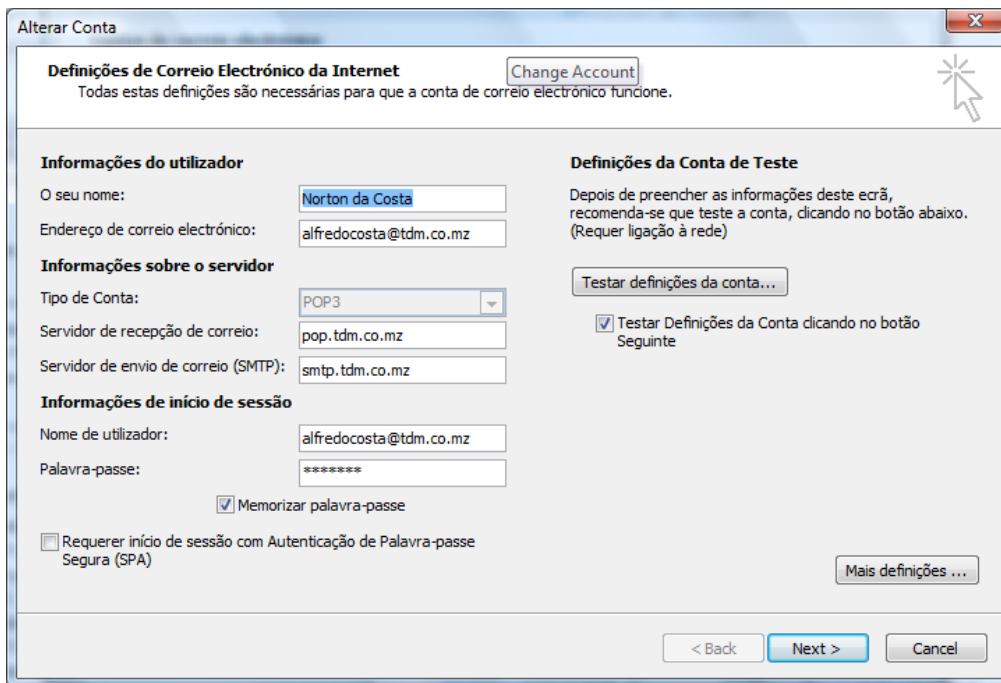 Alterar Conta
Definições de Correio Electrónico da Internet
Change Account
Todas estas definições são necessárias para que a conta de correio electrónico funcione.
Informações do utilizador
O seu nome:
Norton da Costa
Endereço de correio electrónico:
alfredocosta@tdm.co.mz
Informações sobre o servidor
Tipo de Conta:
POP3
Servidor de recepção de correio:
pop.tdm.co.mz
Servidor de envio de correio (SMTP):
smtp.tdm.co.mz
Informações de início de sessão
Nome de utilizador:
alfredocosta@tdm.co.mz
Palavra-passe:
*******
Memorizar palavra-passe
Requerer início de sessão com Autenticação de Palavra-passe
Segura (SPA)
Definições da Conta de Teste
Depois de preencher as informações deste ecrã,
recomenda-se que teste a conta, clicando no botão abaixo.
(Requer ligação à rede)
Testar definições da conta...
Testar Definições da Conta clicando no botão
Seguinte
Mais definições ...
< Back
Next >
Cancel